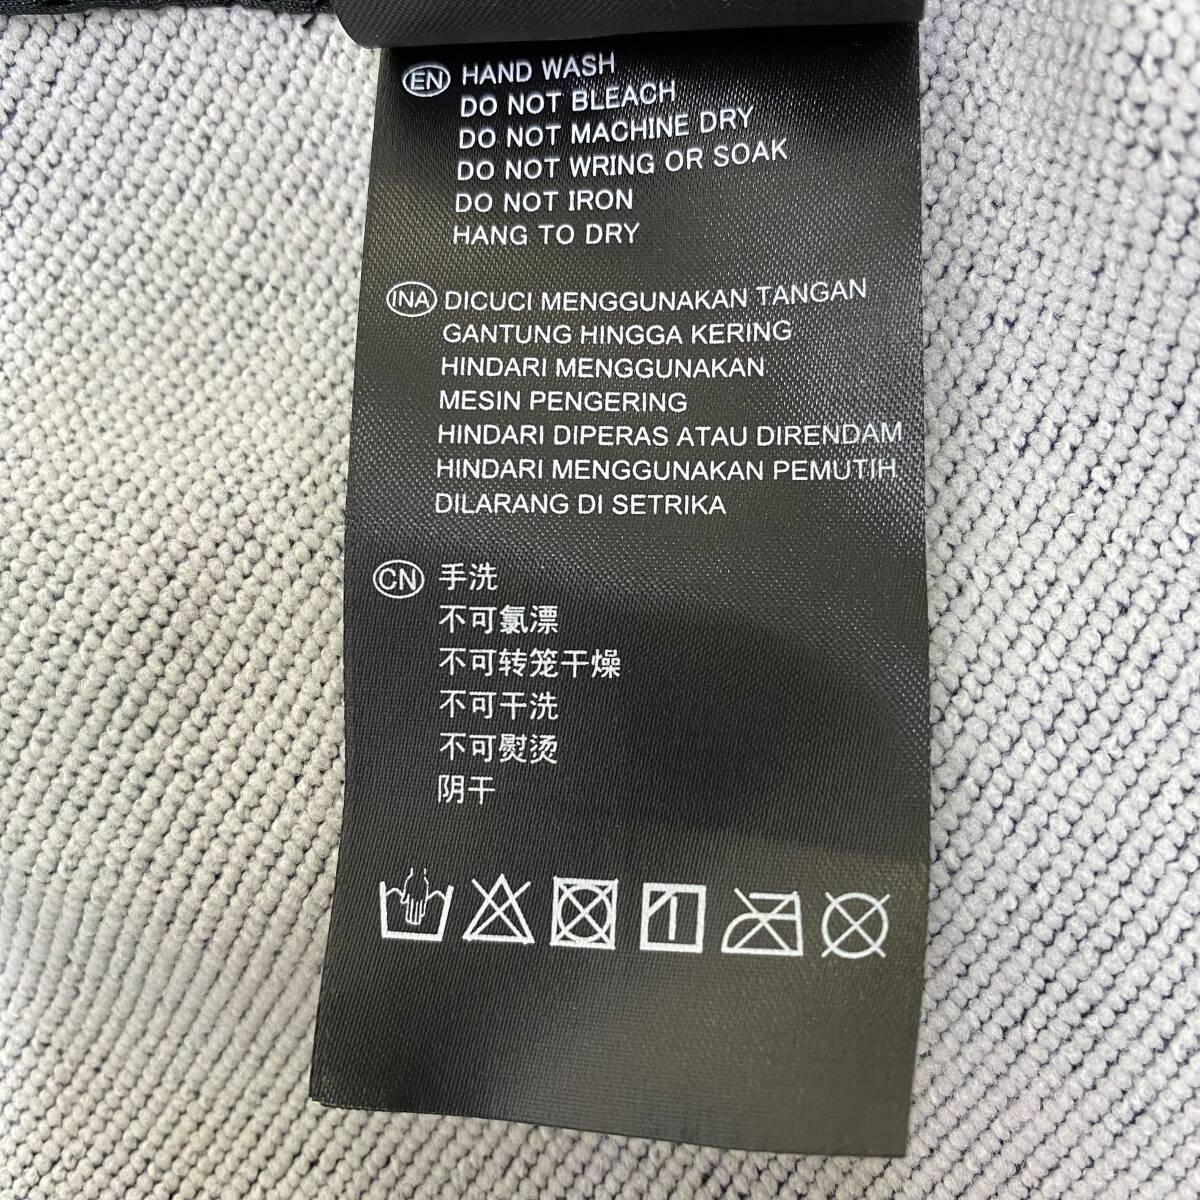 EN HAND WASH
DO NOT BLEACH
DO NOT MACHINE DRY
DO NOT WRING OR SOAK
DO NOT IRON
HANG TO DRY
INA DICUCI MENGGUNAKAN TANGAN
GANTUNG HINGGA KERING
HINDARI MENGGUNAKAN
MESIN PENGERING
HINDARI DIPERAS ATAU DIRENDAM
HINDARI MENGGUNAKAN PEMUTIH
DILARANG DI SETRIKA
CN 手洗
不可氯漂
不可转笼干燥
不可干洗
不可熨烫
阴干